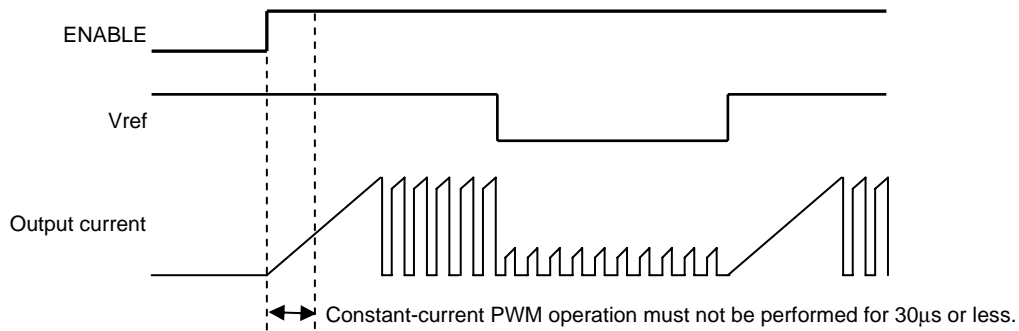 ENABLE
Vref
Output current
Constant-current PWM operation must not be performed for 30μs or less.